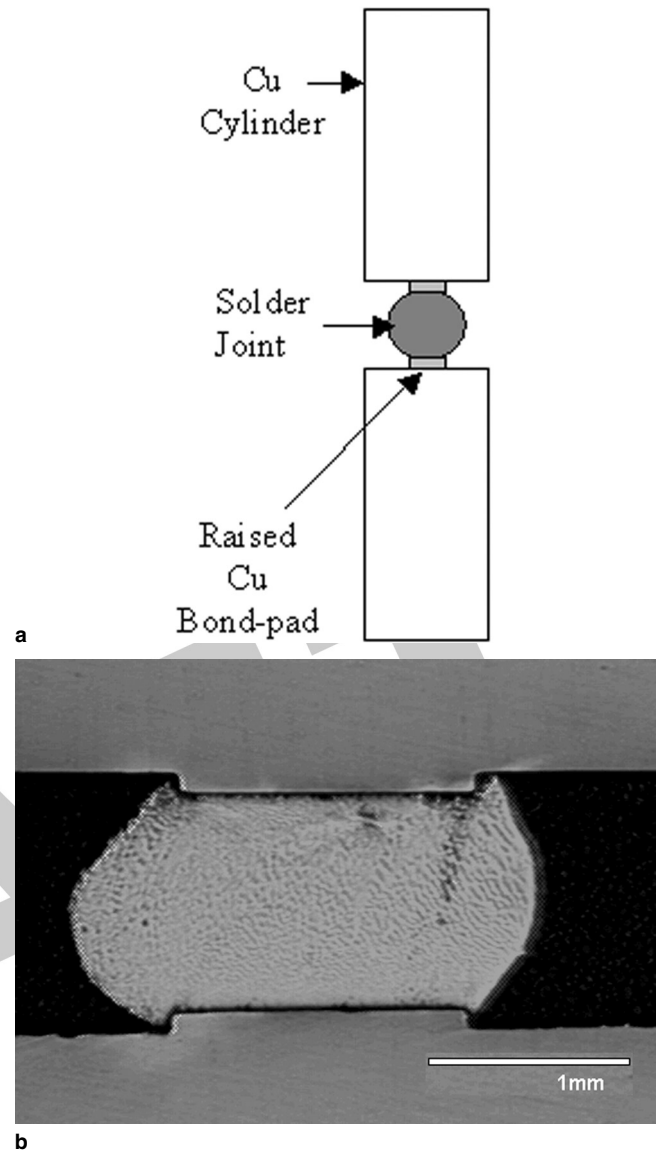 Cu
Cylinder
Solder
Joint
Raised
Cu
Bond-pad
a
1mm
b